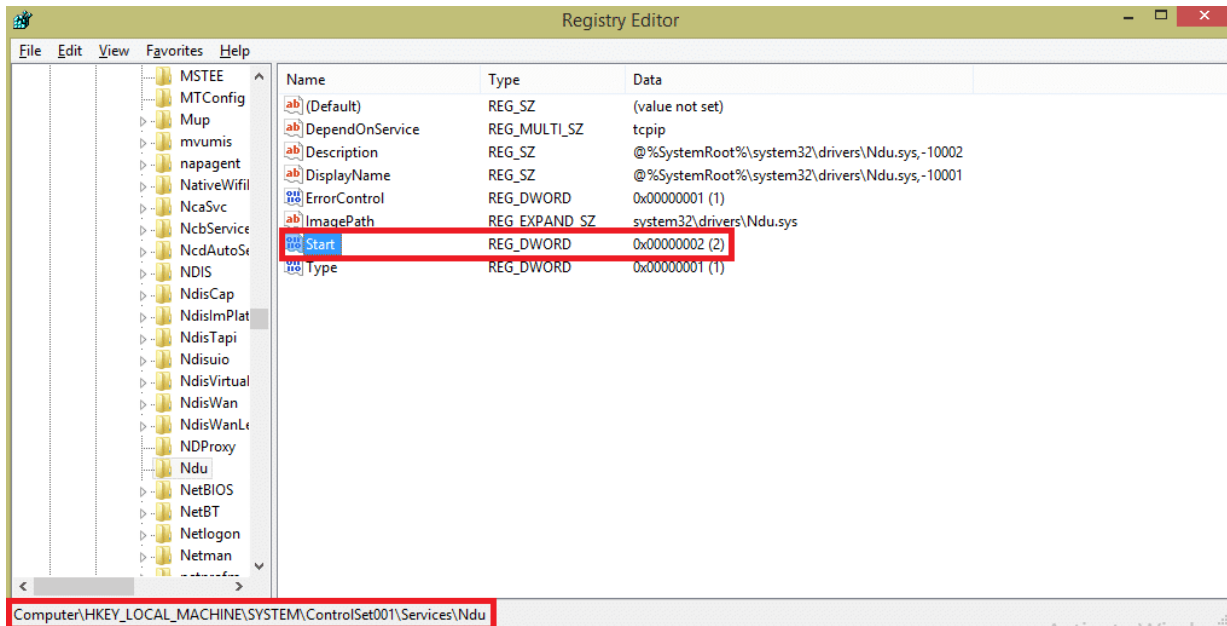 Registry Editor
File Edit View Favorites Help
MSTEE
MTConfig
Mup
mvumis
napagent
NativeWifi
NcaSvc
NcbService
NcdAutoSe
NDIS
NdisCap
NdisImPlat
NdisTapi
Ndisuio
NdisVirtual
NdisWan
NdisWanLe
NDProxy
Ndu
NetBIOS
NetBT
Netlogon
Netman
Name Type Data
(Default) REG_SZ (value not set)
DependOnService REG_MULTI_SZ tcpip
Description REG_SZ @%SystemRoot%\system32\drivers\Ndu.sys,-10002
DisplayName REG_SZ @%SystemRoot%\system32\drivers\Ndu.sys,-10001
ErrorControl REG_DWORD 0x00000001 (1)
ImagePath REG_EXPAND_SZ system32\drivers\Ndu.sys
Start REG_DWORD 0x00000002 (2)
Type REG_DWORD 0x00000001 (1)
Computer\HKEY_LOCAL_MACHINE\SYSTEM\ControlSet001\Services\Ndu